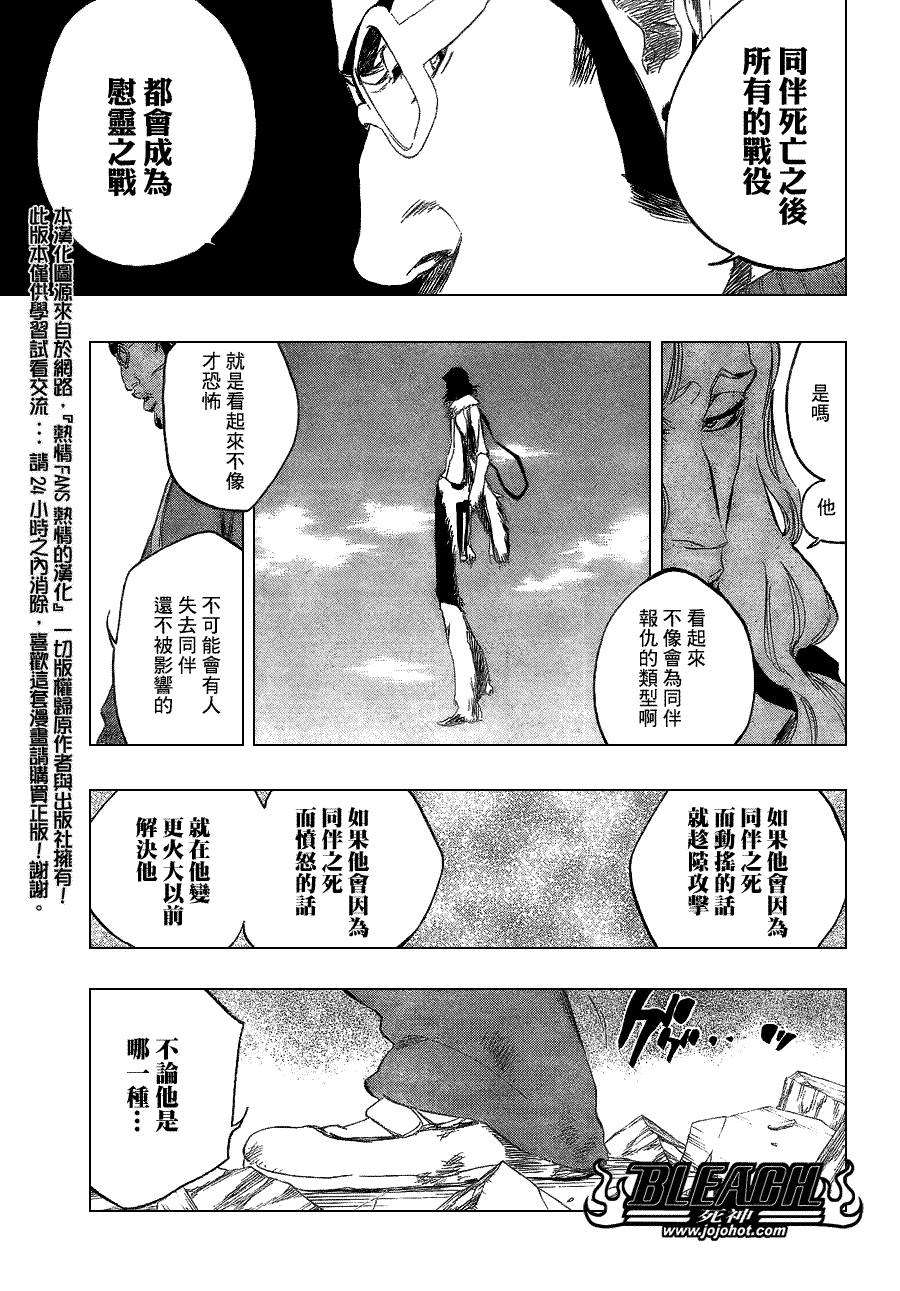 同伴死亡之後
所有的戰役
都會成為
慰靈之戰
是嗎
他
看起來
不像會為同伴
報仇的類型啊
就是看起來不像
才恐怖
不可能會有人
失去同伴
還不被影響的
如果他會因為
同伴之死
而動搖的話
就趁隙攻擊
如果他會因為
同伴之死
而憤怒的話
就在他變
更火大以前
解決他
不論他是
哪一種…
本漢化圖源來自於網路，『熱情FANS 熱情的漢化』一切版權歸原作者與出版社擁有！
此版本僅供學習試看交流…請 24 小時之內消除，喜歡這套漫畫請購買正版！謝謝。
BLEACH
死神
www.jojohot.com